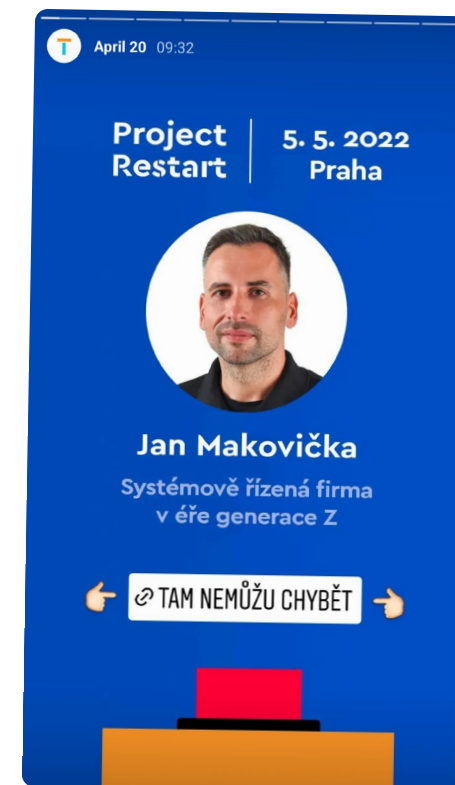 T April 20 09:32
Project
Restart
5. 5. 2022
Praha
Jan Makovička
Systémově řízená firma
v éře generace Z
TAM NEMŮŽU CHYBĚT